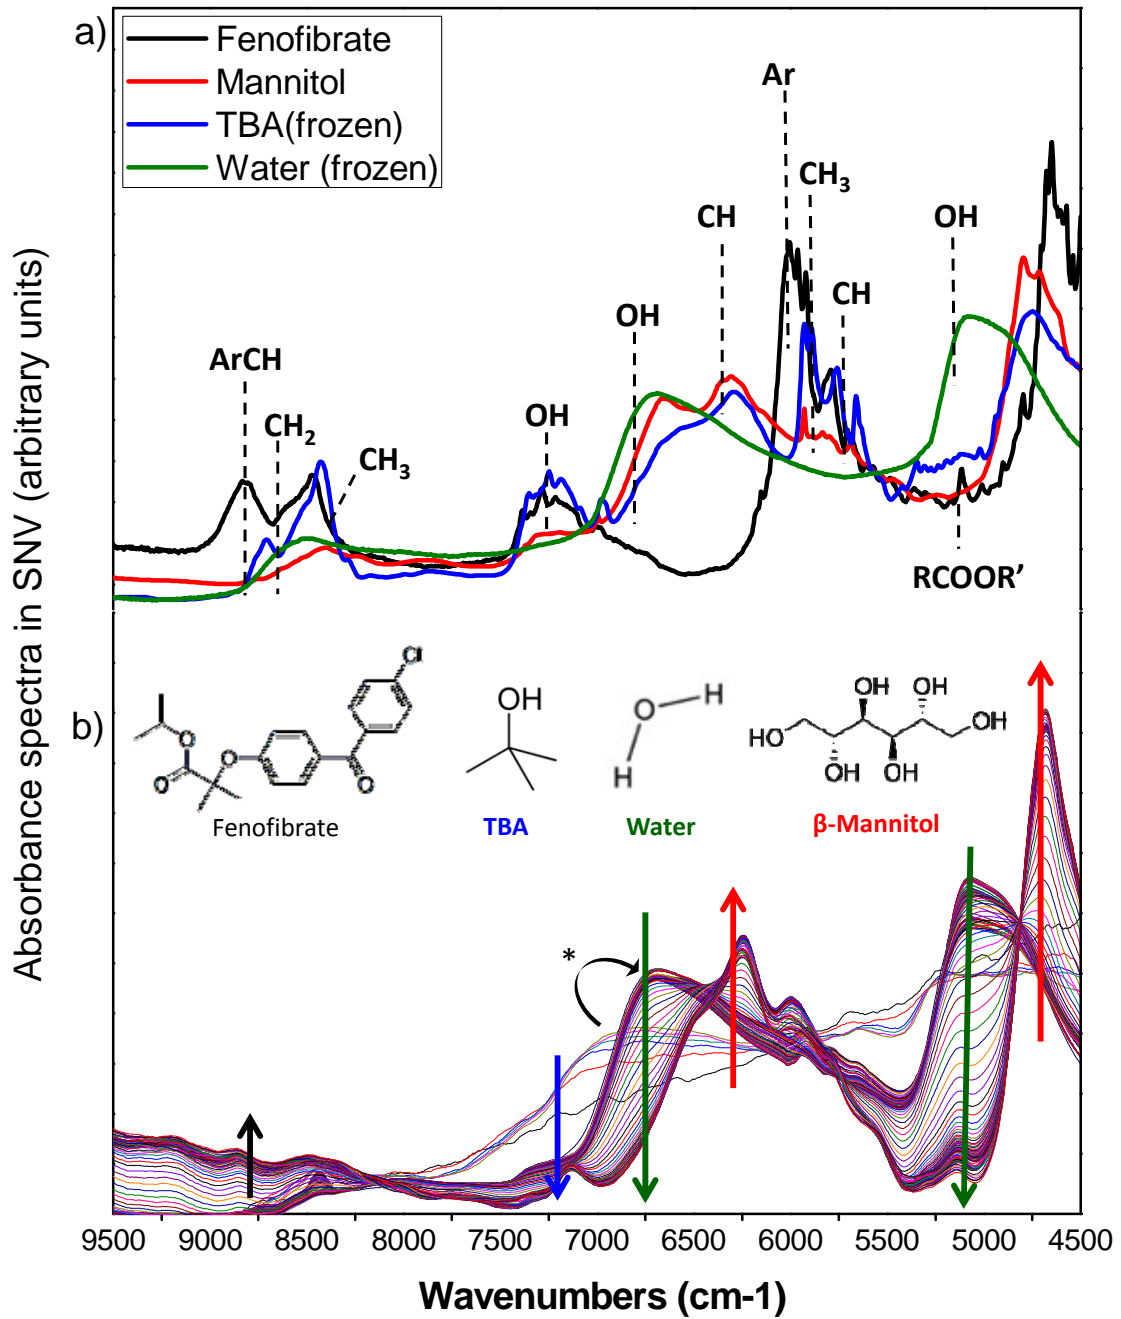 a)
Fenofibrate
Mannitol
TBA(frozen)
Water (frozen)
Ar
CH₃
CH
OH
CH
OH
ArCH
CH₂
CH₃
OH
RCOOR’
Absorbance spectra in SNV (arbitrary units)
b)
Cl
O
O
O
O
Fenofibrate
OH
TBA
O
H
H
Water
OH
OH
HO
OH
OH
OH
β-Mannitol
*
9500 9000 8500 8000 7500 7000 6500 6000 5500 5000 4500
Wavenumbers (cm-1)